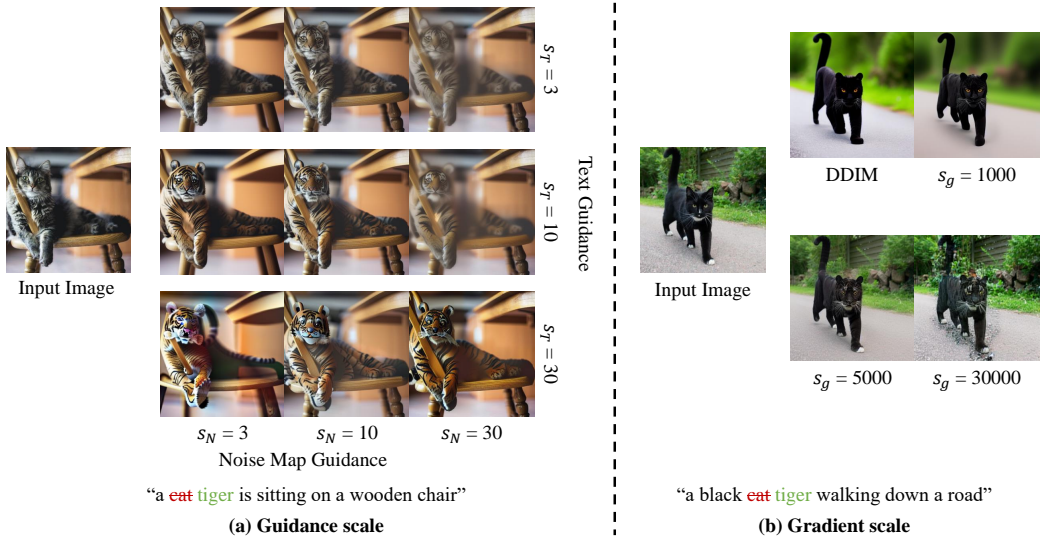 Input Image
s_T = 3
s_T = 10
s_T = 30
Text Guidance
s_N = 3 s_N = 10 s_N = 30
Noise Map Guidance
“a cat tiger is sitting on a wooden chair”
(a) Guidance scale
Input Image
DDIM s_g = 1000
s_g = 5000 s_g = 30000
“a black cat tiger walking down a road”
(b) Gradient scale